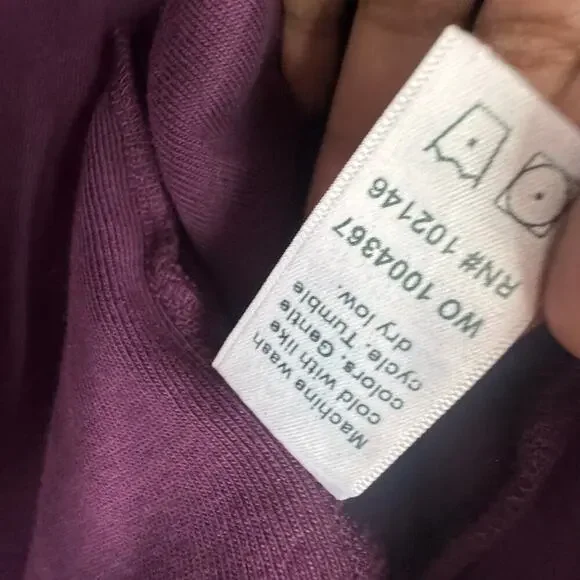 Machine wash
cold with like
colors. Gentle
cycle. Tumble
dry low.
WO 1004367
RN# 102146